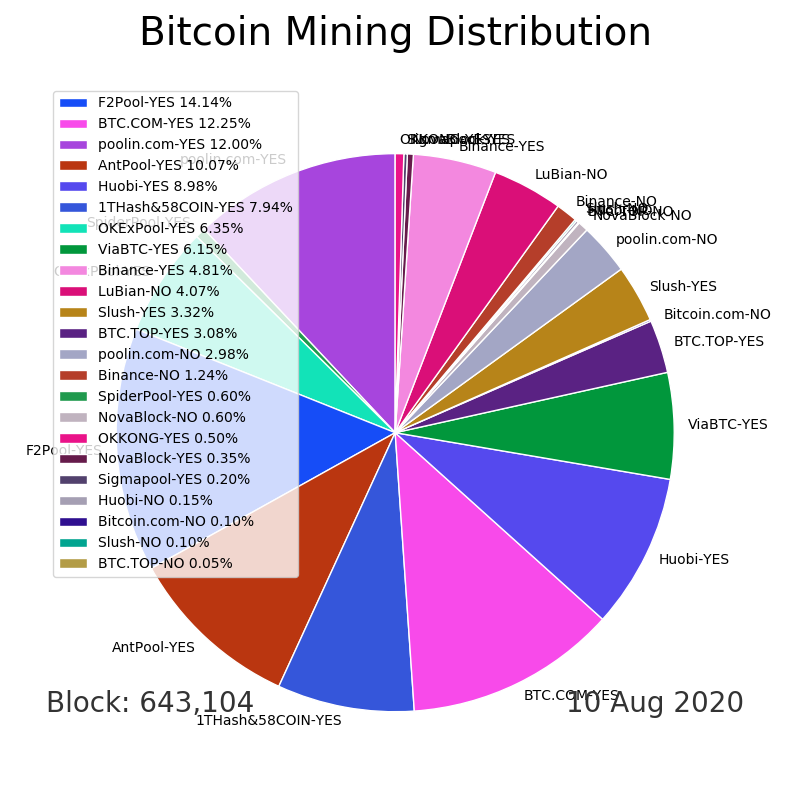 Bitcoin Mining Distribution
F2Pool-YES 14.14%
BTC.COM-YES 12.25%
poolin.com-YES 12.00%
AntPool-YES 10.07%
Huobi-YES 8.98%
1THash&58COIN-YES 7.94%
OKExPool-YES 6.35%
ViaBTC-YES 6.15%
Binance-YES 4.81%
LuBian-NO 4.07%
Slush-YES 3.32%
BTC.TOP-YES 3.08%
poolin.com-NO 2.98%
Binance-NO 1.24%
SpiderPool-YES 0.60%
NovaBlock-NO 0.60%
OKKONG-YES 0.50%
NovaBlock-YES 0.35%
Sigmapool-YES 0.20%
Huobi-NO 0.15%
Bitcoin.com-NO 0.10%
Slush-NO 0.10%
BTC.TOP-NO 0.05%
poolin.com-YES
SpiderPool-YES
F2Pool-YES
AntPool-YES
1THash&58COIN-YES
BTC.COM-YES
Huobi-YES
ViaBTC-YES
BTC.TOP-YES
Bitcoin.com-NO
Slush-YES
poolin.com-NO
NovaBlock-NO
Binance-NO
LuBian-NO
Binance-YES
Block: 643,104
10 Aug 2020